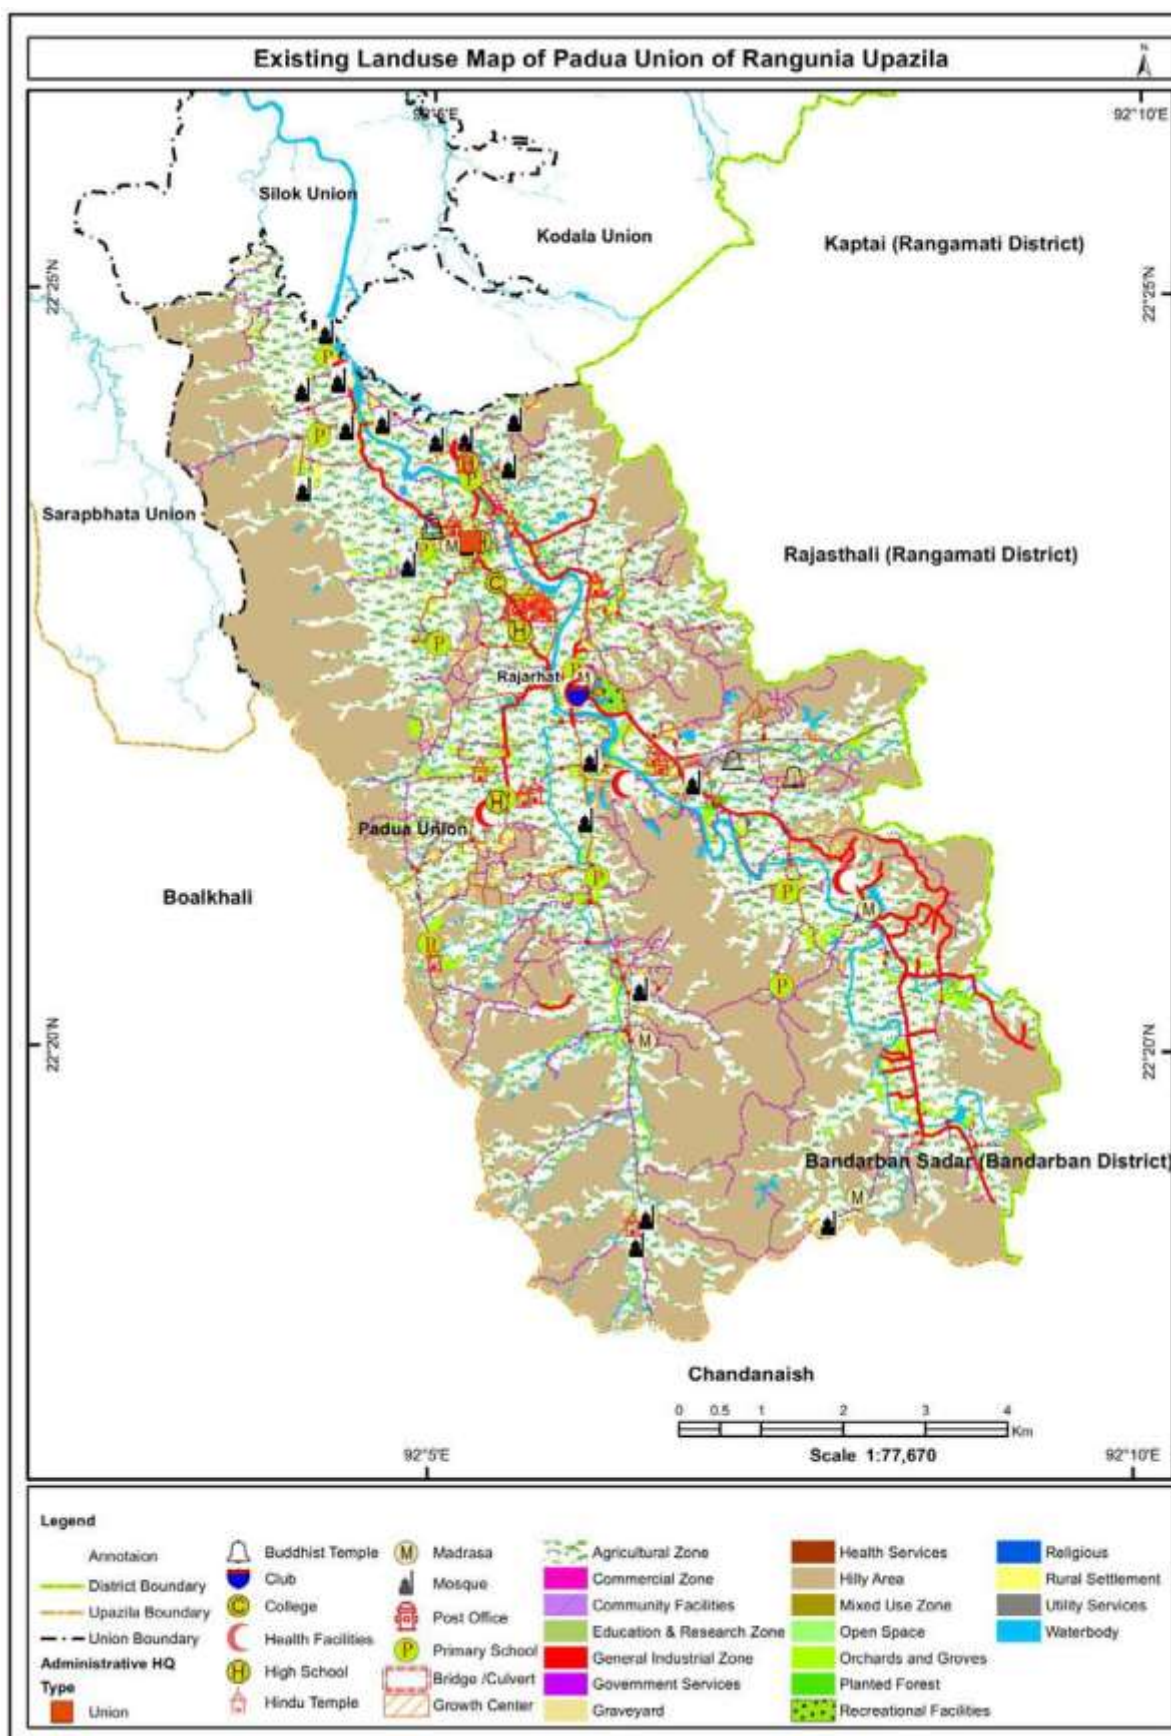 Existing Landuse Map of Padua Union of Rangunia Upazila
N
92°5'E
92°10'E
Silok Union
Kodala Union
Kaptai (Rangamati District)
22°25'N
22°25'N
Sarapbhata Union
Rajasthali (Rangamati District)
Rajarhat
Padua Union
Boalkhali
22°20'N
22°20'N
Bandarban Sadar (Bandarban District)
Chandanaish
0 0.5 1 2 3 4
Km
Scale 1:77,670
92°5'E
92°10'E
Legend
Annotaion
District Boundary
Upazila Boundary
Union Boundary
Administrative HQ
Type
Union
Buddhist Temple
Club
C College
Health Facilities
H High School
Hindu Temple
M Madrasa
Mosque
Post Office
P Primary School
Bridge /Culvert
Growth Center
Agricultural Zone
Commercial Zone
Community Facilities
Education & Research Zone
General Industrial Zone
Government Services
Graveyard
Health Services
Hilly Area
Mixed Use Zone
Open Space
Orchards and Groves
Planted Forest
Recreational Facilities
Religious
Rural Settlement
Utility Services
Waterbody